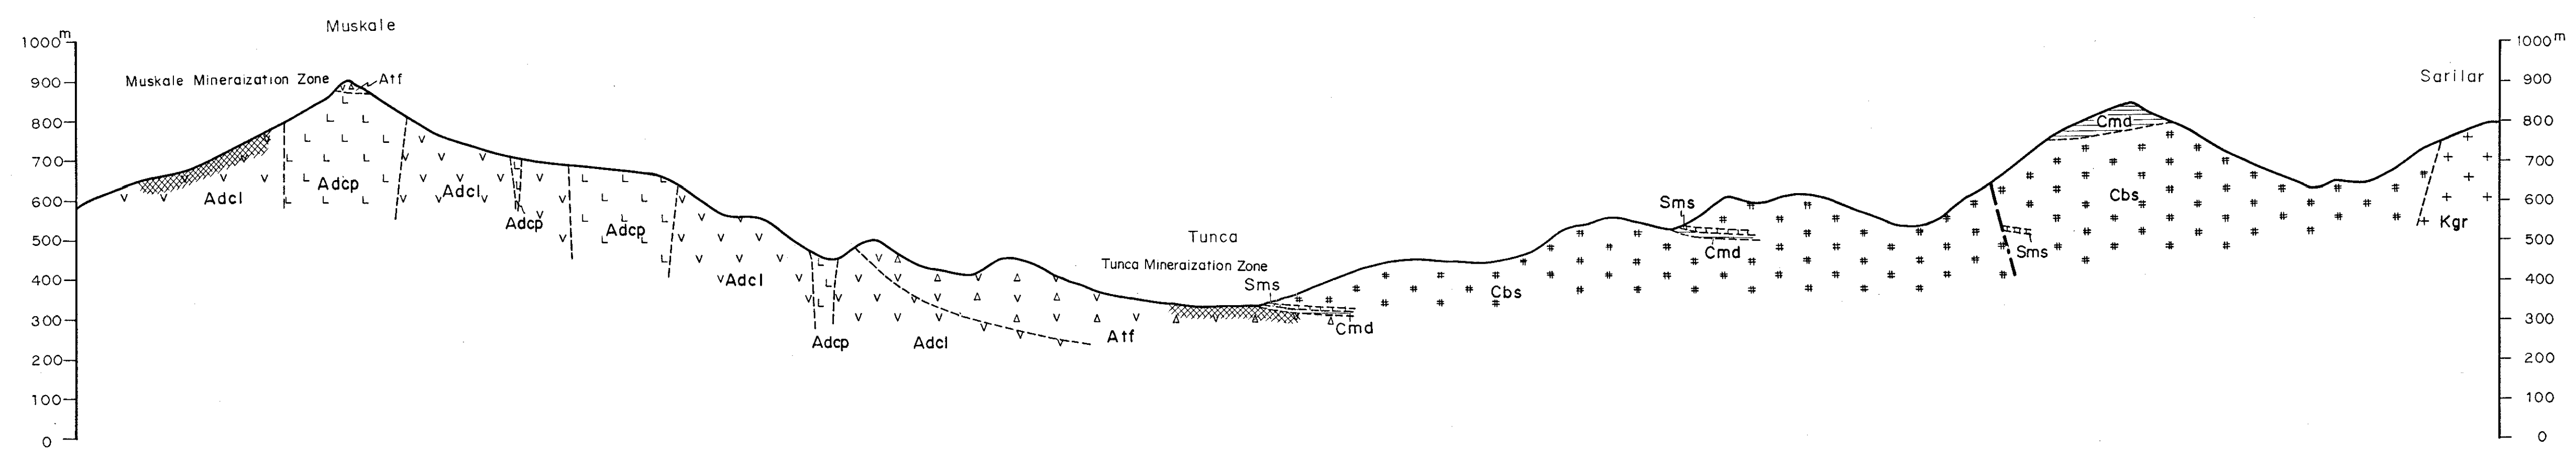 Muskale
1000m
1000m
Muskale Mineraization Zone
Atf
Sarilar
900
900
800
800
Cmd
700
700
Adcp
Adcl
Adcl
600
Sms
Cbs
600
Adcp
Adcp
Kgr
500
Tunca
Cmd
Sms
500
Tunca Mineraization Zone
400
Adcl
Sms
Cbs
400
300
Cmd
300
Adcp
Adcl
Atf
200
200
100
100
0
0